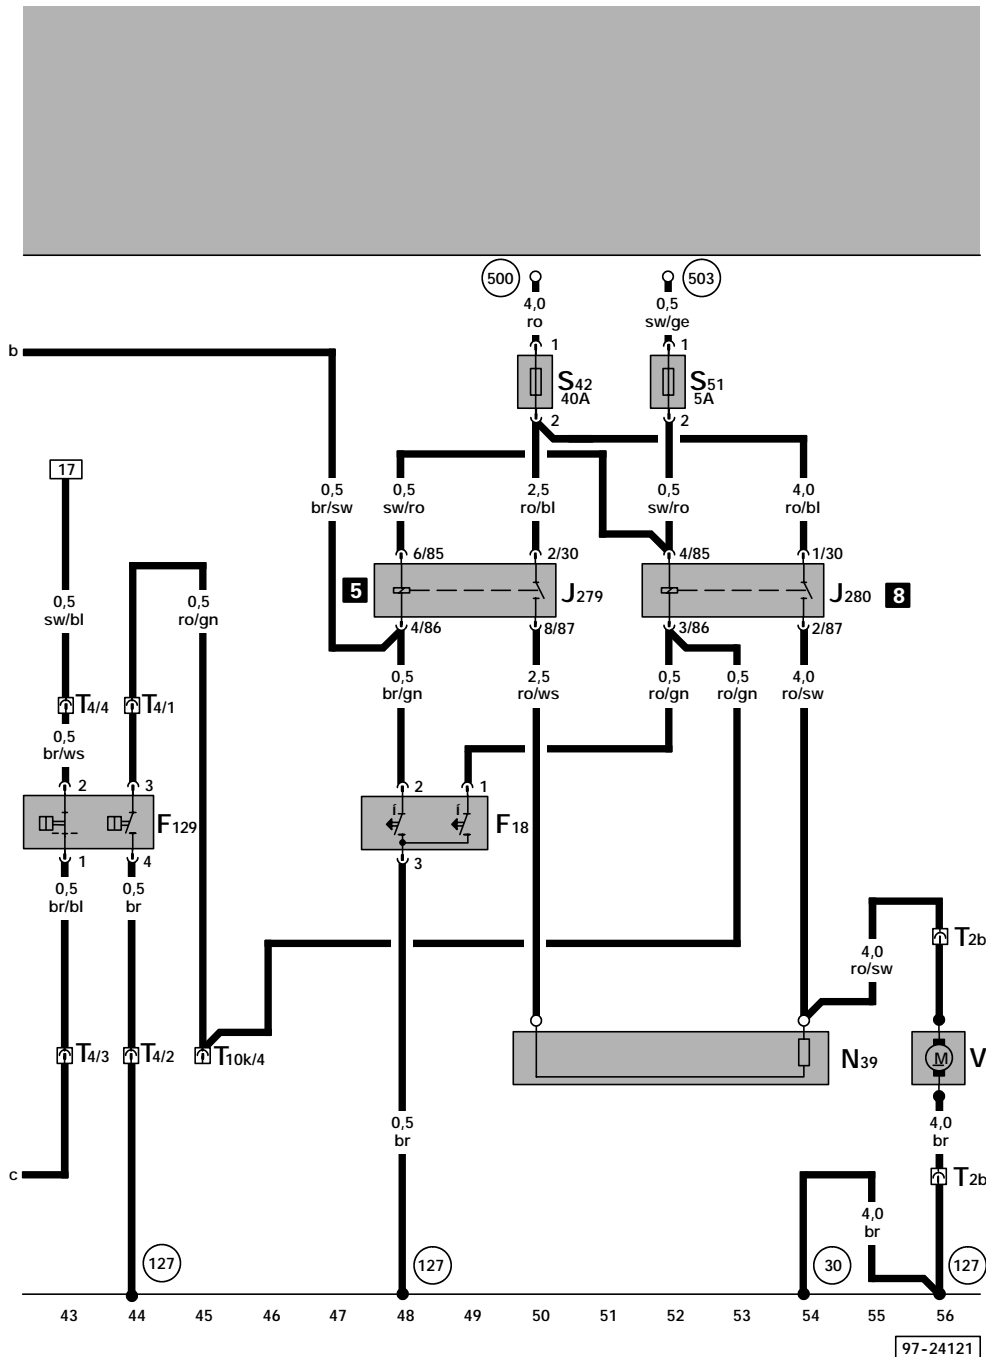 500
503
4,0
ro
0,5
sw/ge
1
1
b
S42
40A
S51
5A
2
2
17
0,5
br/sw
0,5
sw/ro
2,5
ro/bl
0,5
sw/ro
4,0
ro/bl
6/85
2/30
4/85
1/30
0,5
sw/bl
0,5
ro/gn
5
J279
J280
8
4/86
8/87
3/86
2/87
0,5
br/gn
2,5
ro/ws
0,5
ro/gn
0,5
ro/gn
4,0
ro/sw
T4/4
T4/1
0,5
br/ws
2
3
2
1
F129
F18
1
4
3
0,5
br/bl
0,5
br
4,0
ro/sw
T2b
T4/3
T4/2
T10k/4
N39
M
V
0,5
br
4,0
br
c
T2b
4,0
br
127
127
30
127
43 44 45 46 47 48 49 50 51 52 53 54 55 56
97-24121